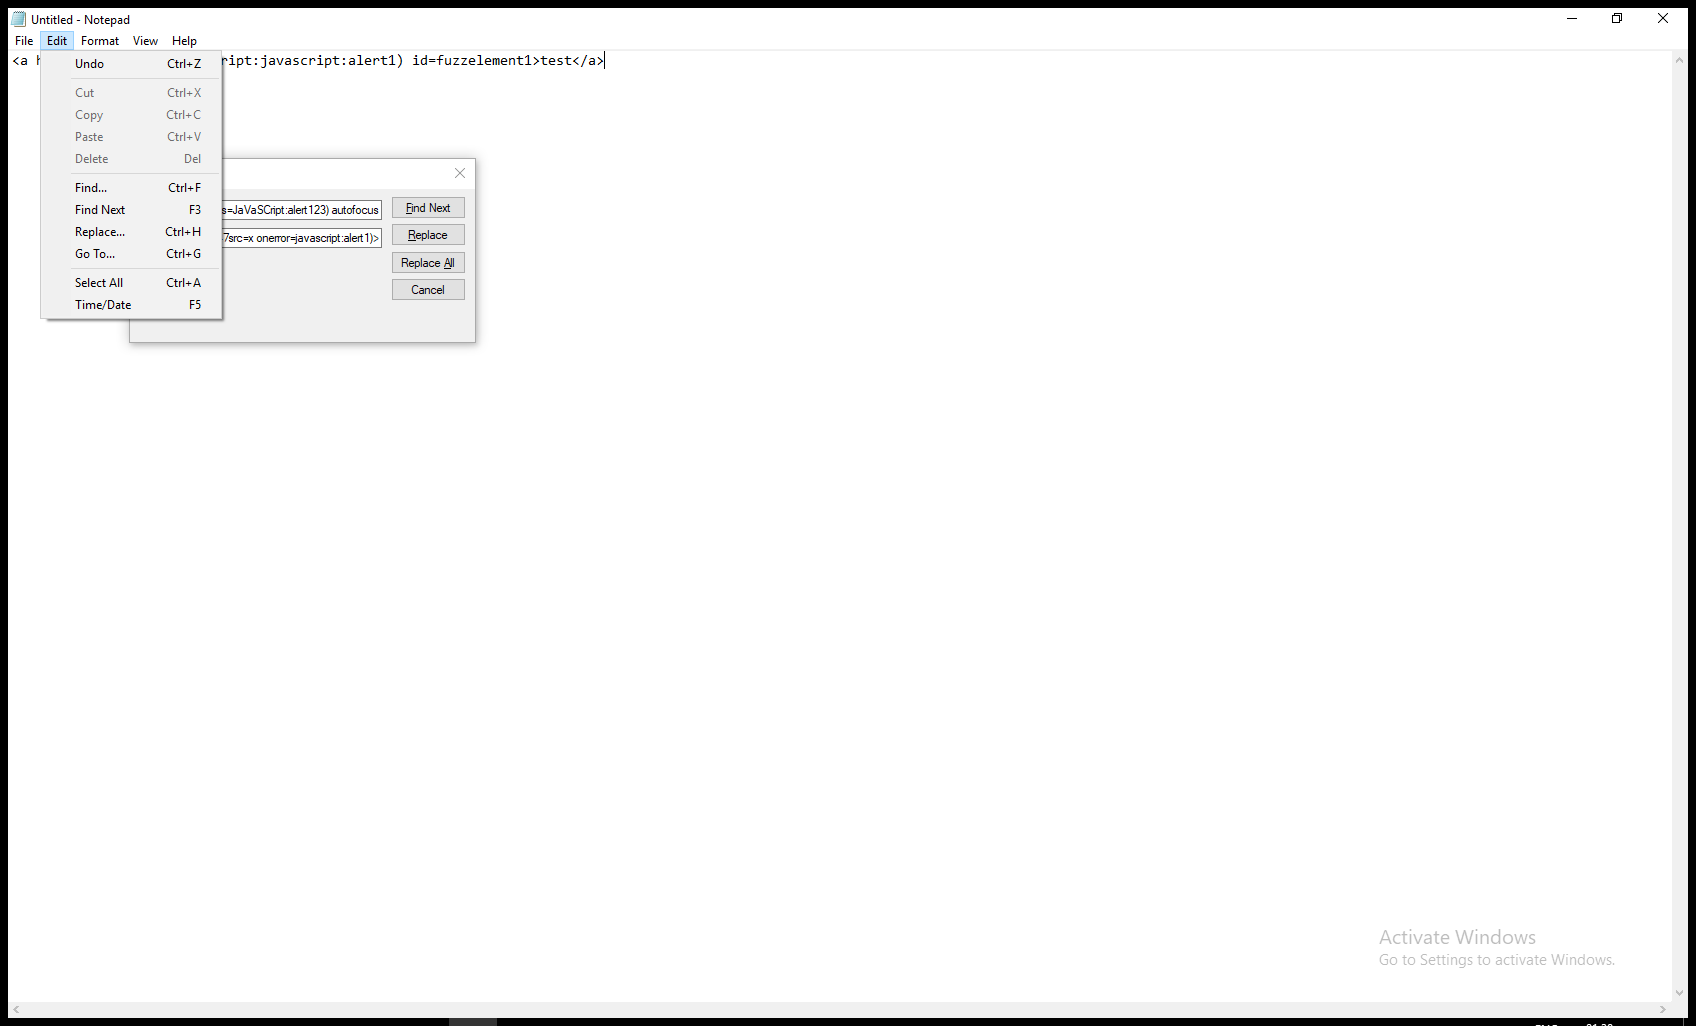 Untitled - Notepad
File Edit Format View Help
<a ript:javascript:alert1) id=fuzzelement1>test</a>
Undo Ctrl+Z
Cut Ctrl+X
Copy Ctrl+C
Paste Ctrl+V
Delete Del
Find... Ctrl+F
Find Next F3
Replace... Ctrl+H
Go To... Ctrl+G
Select All Ctrl+A
Time/Date F5
s=JaVaSCript:alert123) autofocus
7src=x onerror=javascript:alert1)>
Find Next
Replace
Replace All
Cancel
Activate Windows
Go to Settings to activate Windows.